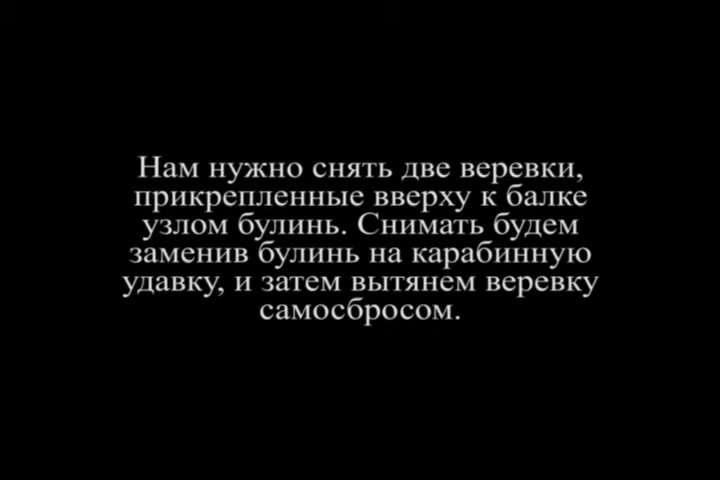 Нам нужно снять две веревки,
прикрепленные вверху к балке
узлом булинь. Снимать будем
заменив булинь на карабинную
удавку, и затем вытянем веревку
самосбросом.